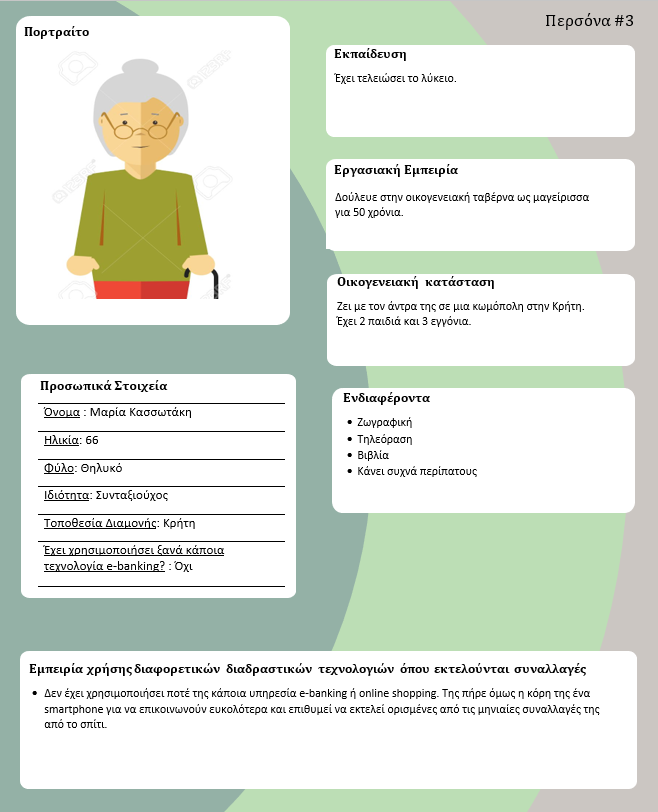 Περσόνα #3
Πορτραίτο
Προσωπικά Στοιχεία
Όνομα : Μαρία Κασσωτάκη
Ηλικία: 66
Φύλο: Θηλυκό
Ιδιότητα: Συνταξιούχος
Τοποθεσία Διαμονής: Κρήτη
Έχει χρησιμοποιήσει ξανά κάποια
τεχνολογία e-banking? : Όχι
Εκπαίδευση
Έχει τελειώσει το λύκειο.
Εργασιακή Εμπειρία
Δούλευε στην οικογενειακή ταβέρνα ως μαγείρισσα
για 50 χρόνια.
Οικογενειακή κατάσταση
Ζει με τον άντρα της σε μια κωμόπολη στην Κρήτη.
Έχει 2 παιδιά και 3 εγγόνια.
Ενδιαφέροντα
• Ζωγραφική
• Τηλεόραση
• Βιβλία
• Κάνει συχνά περίπατους
Εμπειρία χρήσης διαφορετικών διαδραστικών τεχνολογιών όπου εκτελούνται συναλλαγές
• Δεν έχει χρησιμοποιήσει ποτέ της κάποια υπηρεσία e-banking ή online shopping. Της πήρε όμως η κόρη της ένα
smartphone για να επικοινωνούν ευκολότερα και επιθυμεί να εκτελεί ορισμένες από τις μηνιαίες συναλλαγές της
από το σπίτι.